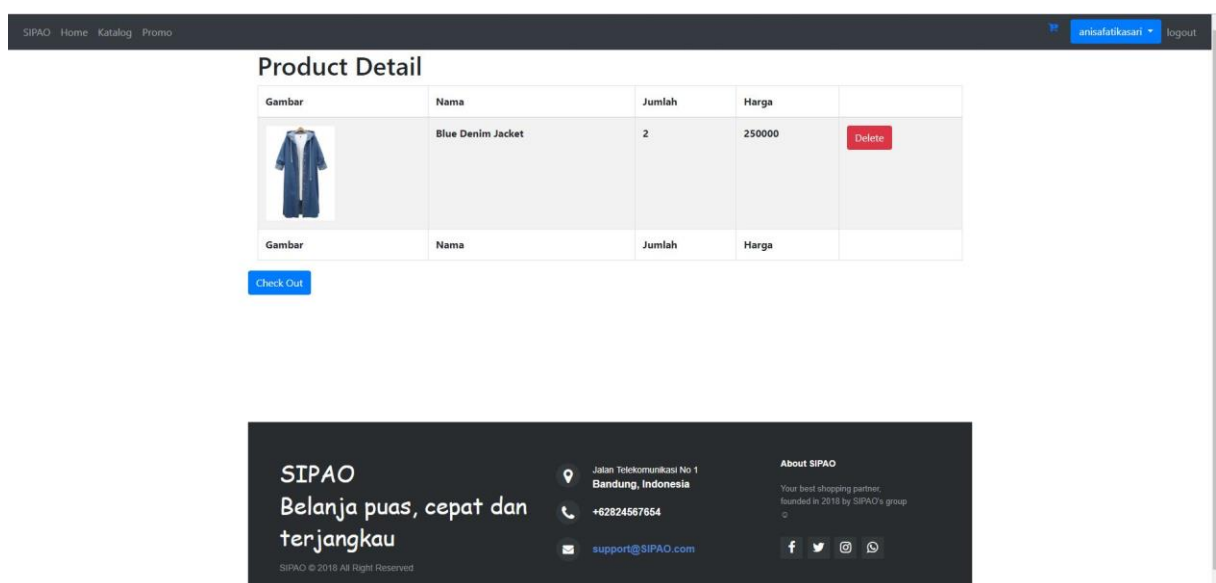 SIPAO Home Katalog Promo
anisafatikasari logout
Product Detail
Gambar Nama Jumlah Harga
Blue Denim Jacket 2 250000 Delete
Gambar Nama Jumlah Harga
Check Out
SIPAO
Belanja puas, cepat dan
terjangkau
SIPAO © 2018 All Right Reserved
Jalan Telekomunikasi No 1
Bandung, Indonesia
+62824567654
support@SIPAO.com
About SIPAO
Your best shopping partner,
founded in 2018 by SIPAO's group
☺